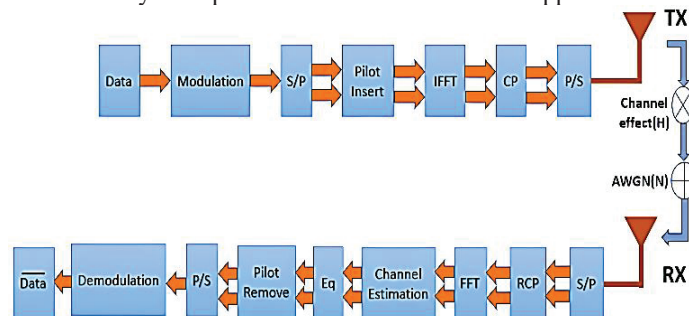 TX
Data
Modulation
S/P
Pilot
Insert
IFFT
CP
P/S
Channel
effect(H)
AWGN(N)
RX
Data
Demodulation
P/S
Pilot
Remove
Eq
Channel
Estimation
FFT
RCP
S/P